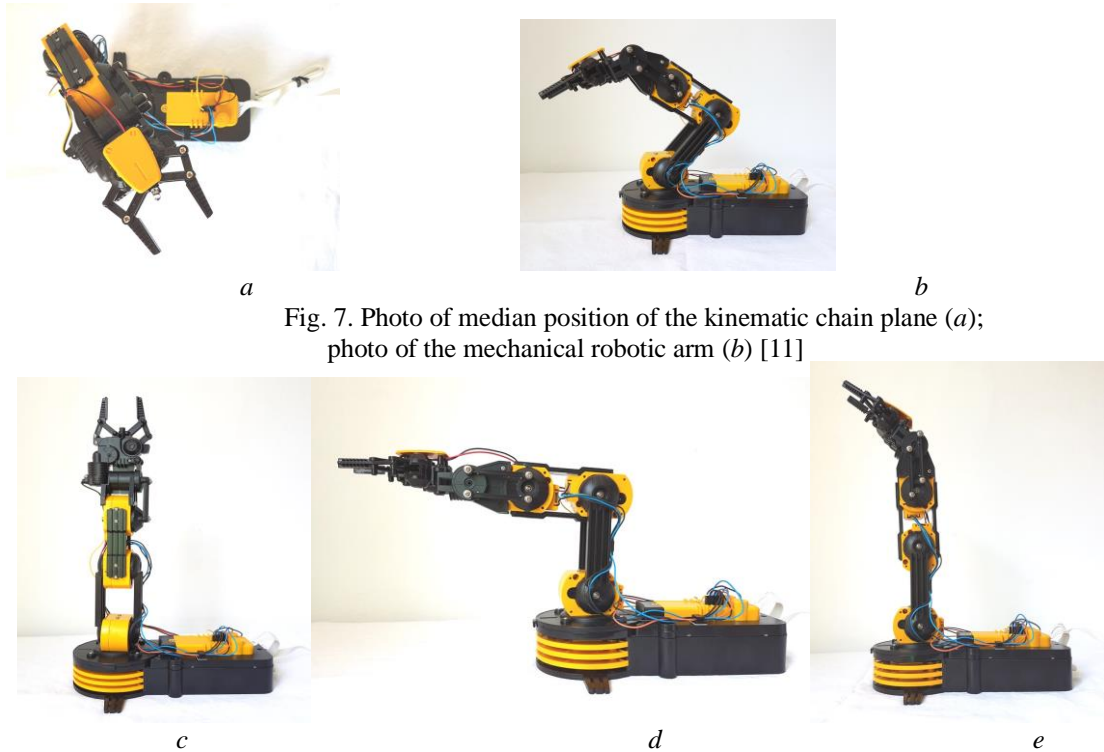 a
b
Fig. 7. Photo of median position of the kinematic chain plane (a);
photo of the mechanical robotic arm (b) [11]
c
d
e